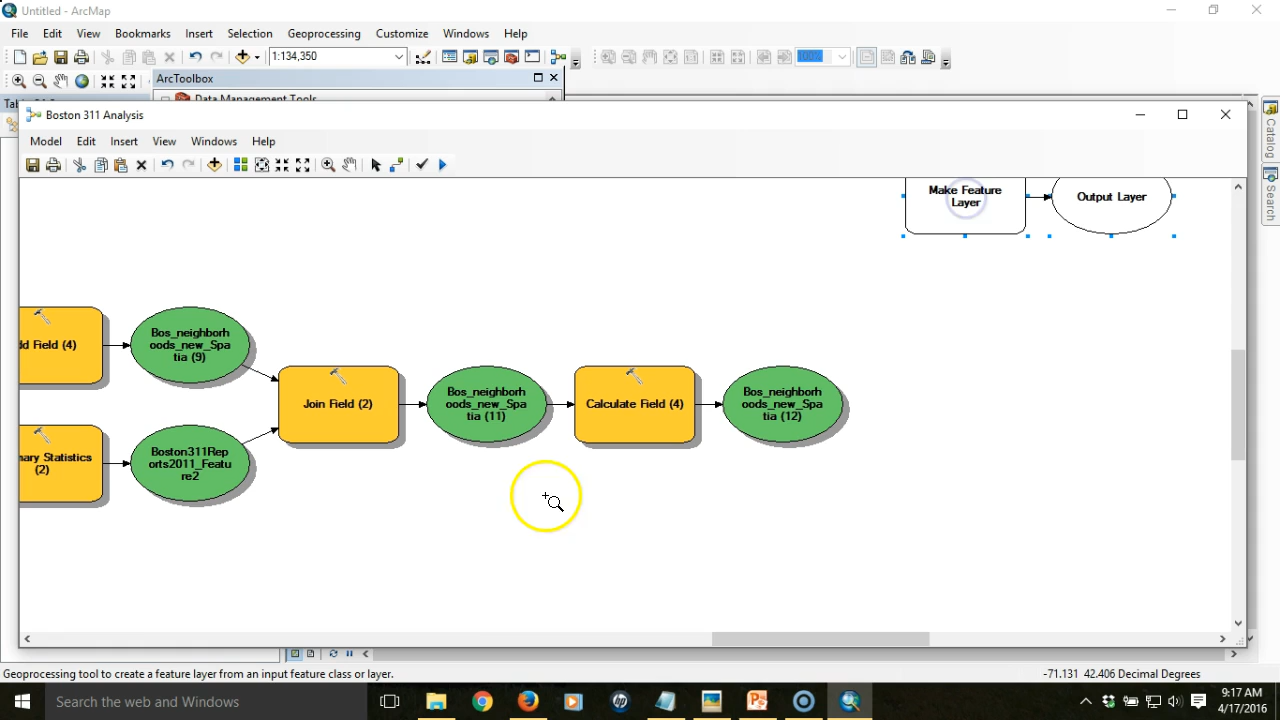 Untitled - ArcMap
File Edit View Bookmarks Insert Selection Geoprocessing Customize Windows Help
1:134,350
100%
ArcToolbox
Data Management Tools
Boston 311 Analysis
Model Edit Insert View Windows Help
Catalog
Search
Make Feature
Layer
Output Layer
dd Field (4)
Bos_neighborh
oods_new_Spa
tia (9)
Join Field (2)
Bos_neighborh
oods_new_Spa
tia (11)
Calculate Field (4)
Bos_neighborh
oods_new_Spa
tia (12)
mary Statistics
(2)
Boston311Rep
orts2011_Featu
re2
Geoprocessing tool to create a feature layer from an input feature class or layer.
-71.131 42.406 Decimal Degrees
Search the web and Windows
9:17 AM
4/17/2016